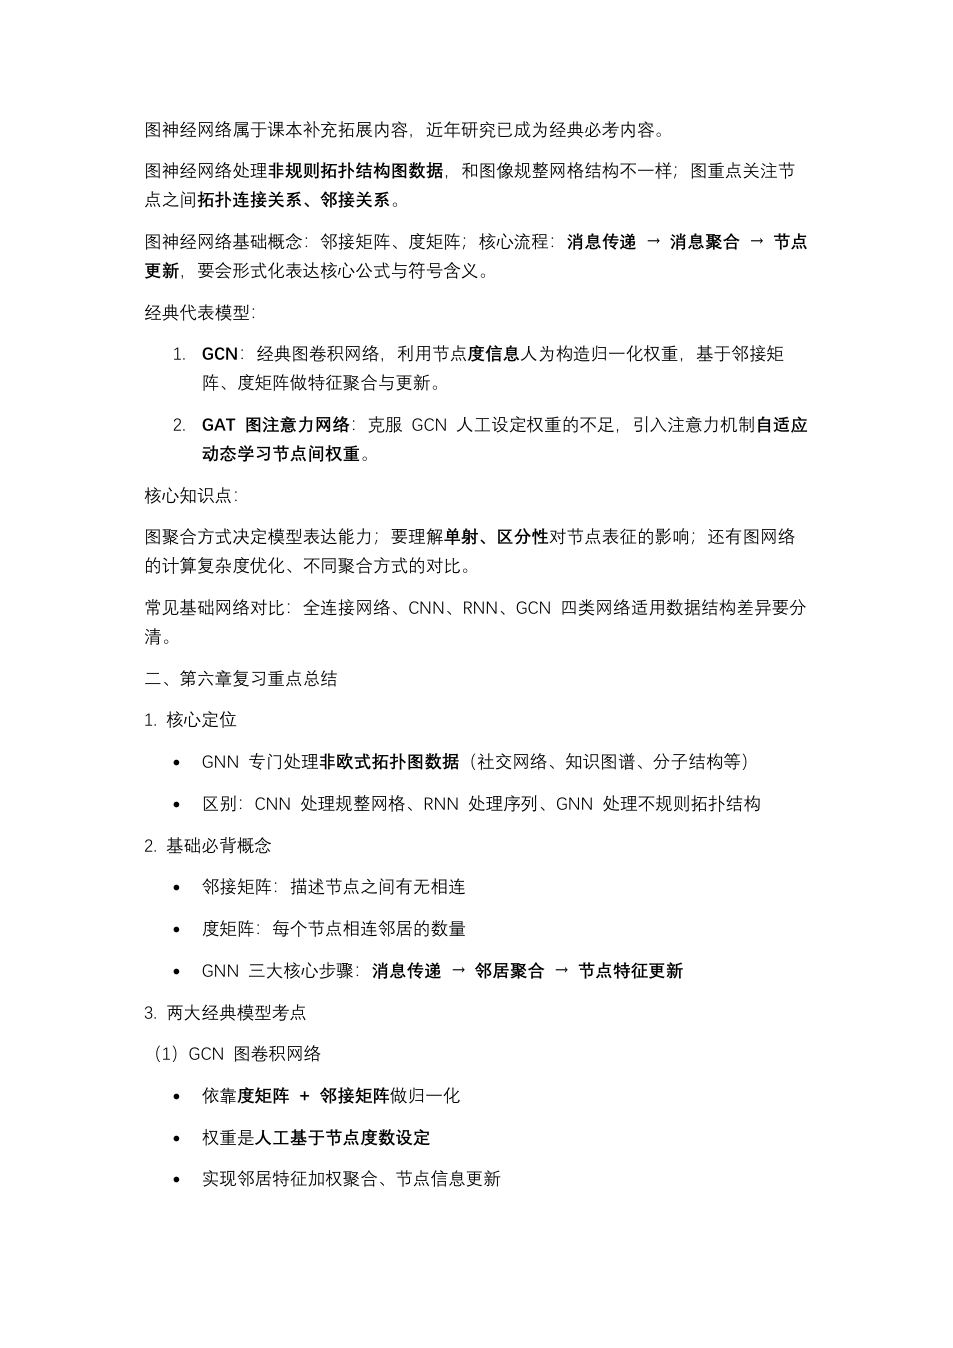 图神经网络属于课本补充拓展内容，近年研究已成为经典必考内容。
图神经网络处理非规则拓扑结构图数据，和图像规整网格结构不一样；图重点关注节
点之间拓扑连接关系、邻接关系。
图神经网络基础概念：邻接矩阵、度矩阵；核心流程：消息传递 → 消息聚合 → 节点
更新，要会形式化表达核心公式与符号含义。
经典代表模型：
1. GCN：经典图卷积网络，利用节点度信息人为构造归一化权重，基于邻接矩
阵、度矩阵做特征聚合与更新。
2. GAT 图注意力网络：克服 GCN 人工设定权重的不足，引入注意力机制自适应
动态学习节点间权重。
核心知识点：
图聚合方式决定模型表达能力；要理解单射、区分性对节点表征的影响；还有图网络
的计算复杂度优化、不同聚合方式的对比。
常见基础网络对比：全连接网络、CNN、RNN、GCN 四类网络适用数据结构差异要分
清。
二、第六章复习重点总结
1. 核心定位
• GNN 专门处理非欧式拓扑图数据（社交网络、知识图谱、分子结构等）
• 区别：CNN 处理规整网格、RNN 处理序列、GNN 处理不规则拓扑结构
2. 基础必背概念
• 邻接矩阵：描述节点之间有无相连
• 度矩阵：每个节点相连邻居的数量
• GNN 三大核心步骤：消息传递 → 邻居聚合 → 节点特征更新
3. 两大经典模型考点
（1）GCN 图卷积网络
• 依靠度矩阵 + 邻接矩阵做归一化
• 权重是人工基于节点度数设定
• 实现邻居特征加权聚合、节点信息更新